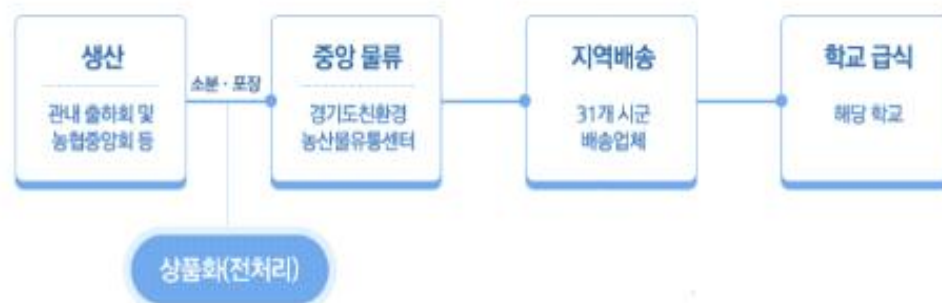 생산
관내 출하회 및
농협중앙회 등
소분·포장
중앙 물류
경기도친환경
농산물유통센터
지역배송
31개 시군
배송업체
학교 급식
해당 학교
상품화(전처리)